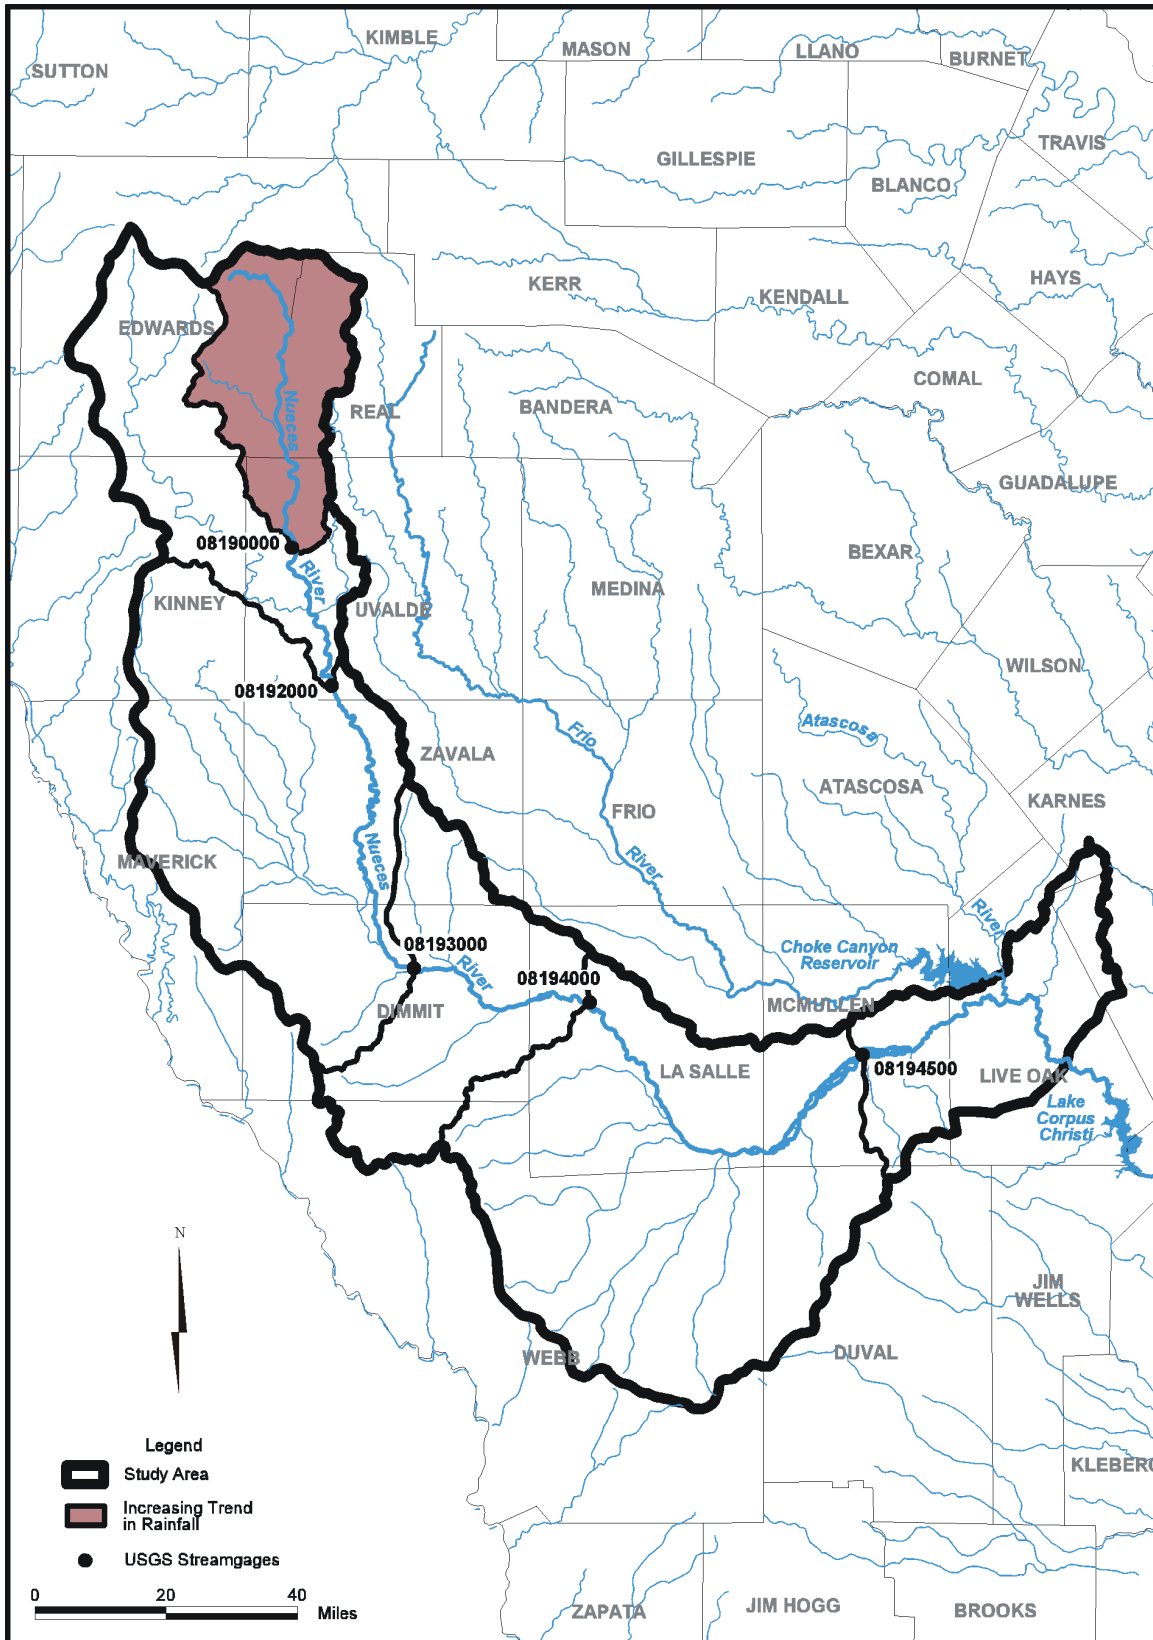 KIMBLE
MASON
LLANO
BURNET
SUTTON
TRAVIS
GILLESPIE
BLANCO
HAYS
KERR
KENDALL
EDWARDS
COMAL
REAL
BANDERA
Nueces
GUADALUPE
08190000
BEXAR
River
KINNEY
UVALDE
MEDINA
WILSON
08192000
Atascosa
Frio
ZAVALA
ATASCOSA
KARNES
FRIO
MAVERICK
Nueces
River
River
08193000
Choke Canyon
Reservoir
River
08194000
DIMMIT
MCMULLEN
LA SALLE
08194500
LIVE OAK
Lake
Corpus
Christi
N
JIM
WELLS
WEBB
DUVAL
Legend
Study Area
KLEBERG
Increasing Trend
in Rainfall
USGS Streamgages
0 20 40
Miles
ZAPATA
JIM HOGG
BROOKS